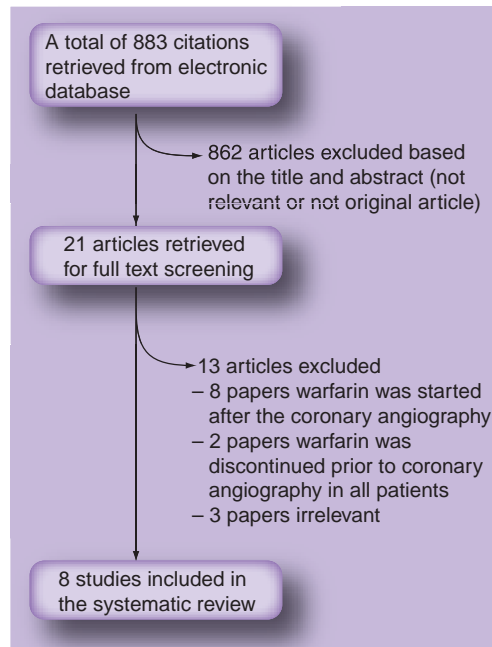 A total of 883 citations
retrieved from electronic
database
862 articles excluded based
on the title and abstract (not
relevant or not original article)
21 articles retrieved
for full text screening
13 articles excluded
– 8 papers warfarin was started
after the coronary angiography
– 2 papers warfarin was
discontinued prior to coronary
angiography in all patients
– 3 papers irrelevant
8 studies included in
the systematic review